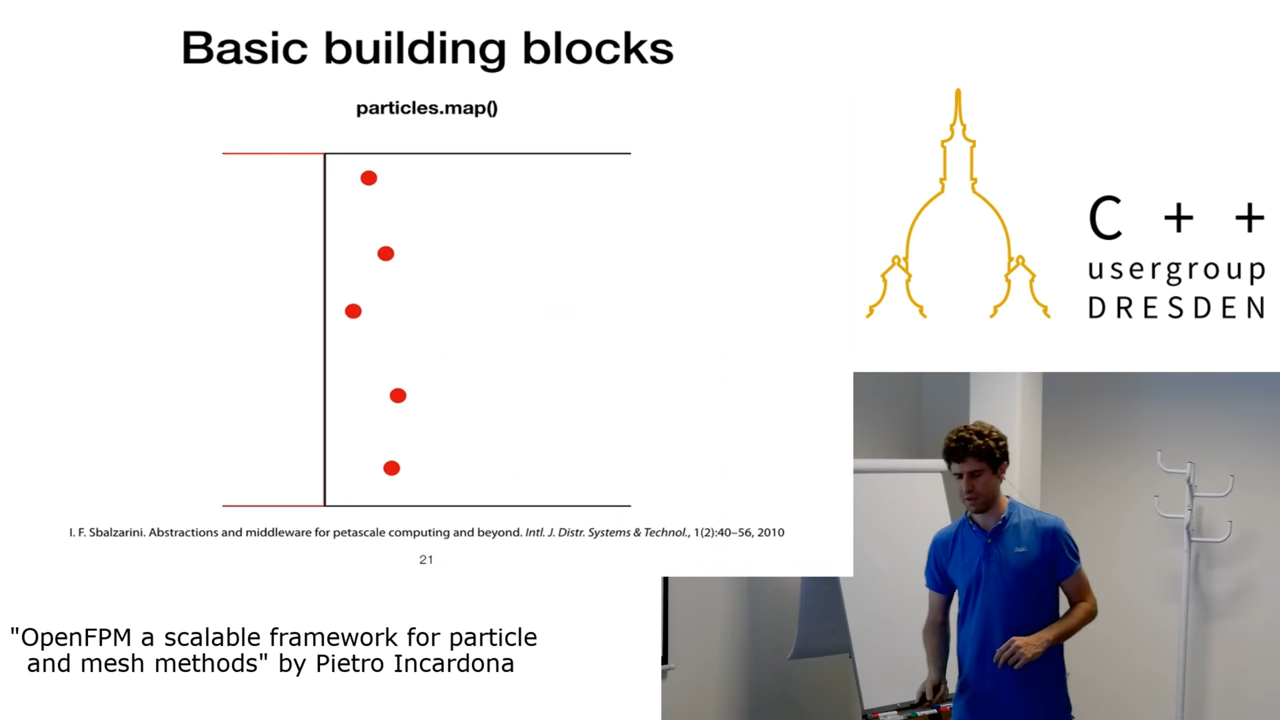 Basic building blocks
particles.map()
I. F. Sbalzarini. Abstractions and middleware for petascale computing and beyond. Intl. J. Distr. Systems & Technol., 1(2):40–56, 2010
21
C + +
usergroup
DRESDEN
"OpenFPM a scalable framework for particle
and mesh methods" by Pietro Incardona